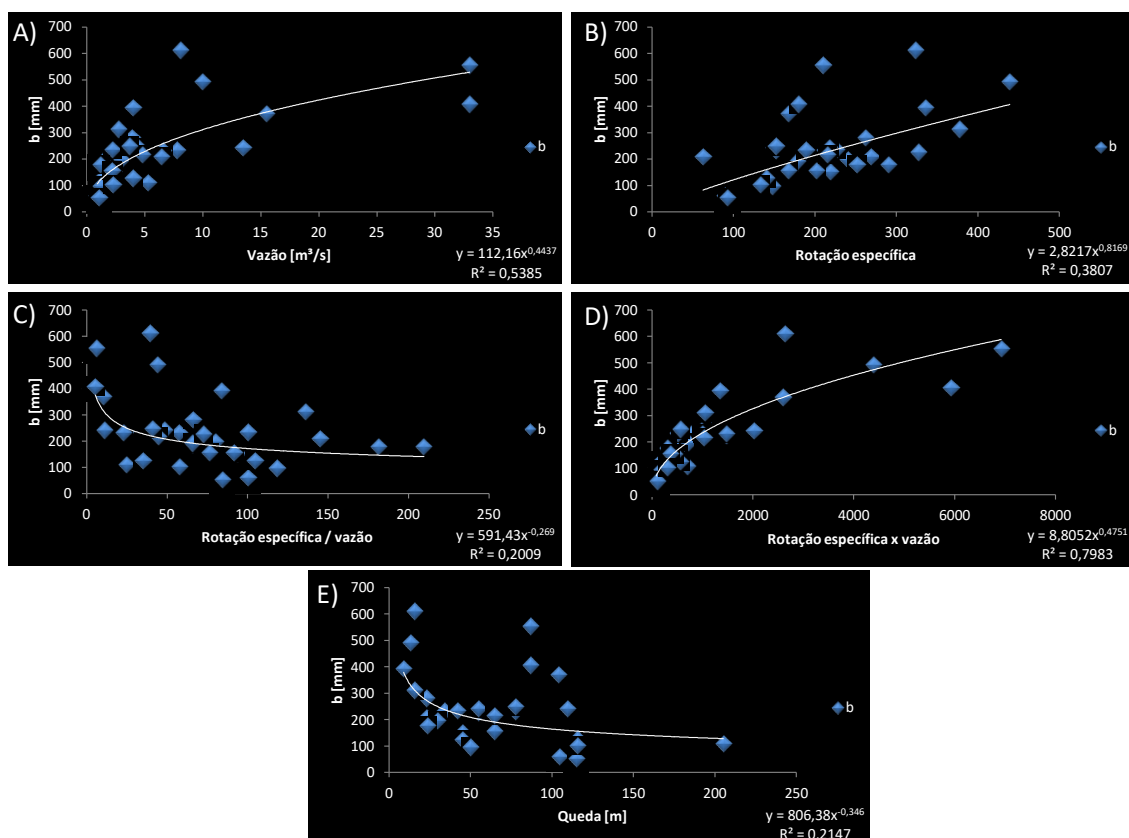 A)
700
600
500
400
300
200
100
0
b [mm]
0 5 10 15 20 25 30 35
Vazão [m³/s]
b
y = 112,16x^0,4437
R² = 0,5385
B)
700
600
500
400
300
200
100
0
b [mm]
0 100 200 300 400 500
Rotação específica
b
y = 2,8217x^0,8169
R² = 0,3807
C)
700
600
500
400
300
200
100
0
b [mm]
0 50 100 150 200 250
Rotação específica / vazão
b
y = 591,43x^-0,269
R² = 0,2009
D)
700
600
500
400
300
200
100
0
b [mm]
0 2000 4000 6000 8000
Rotação específica x vazão
b
y = 8,8052x^0,4751
R² = 0,7983
E)
700
600
500
400
300
200
100
0
b [mm]
0 50 100 150 200 250
Queda [m]
b
y = 806,38x^-0,346
R² = 0,2147